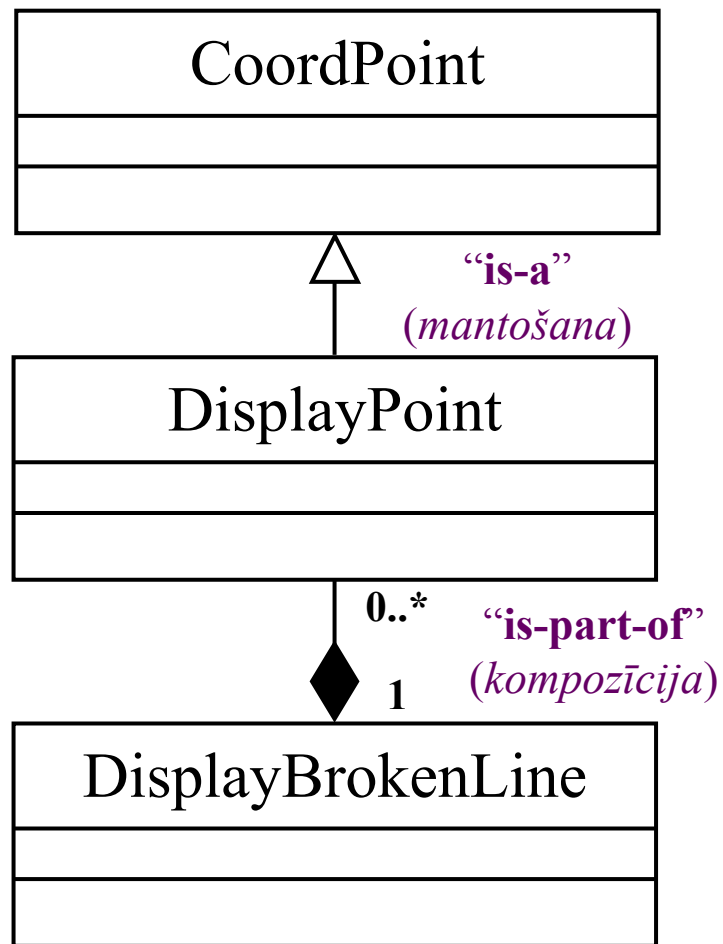 CoordPoint
“is-a”
(mantošana)
DisplayPoint
0..*
“is-part-of”
(kompozīcija)
1
DisplayBrokenLine